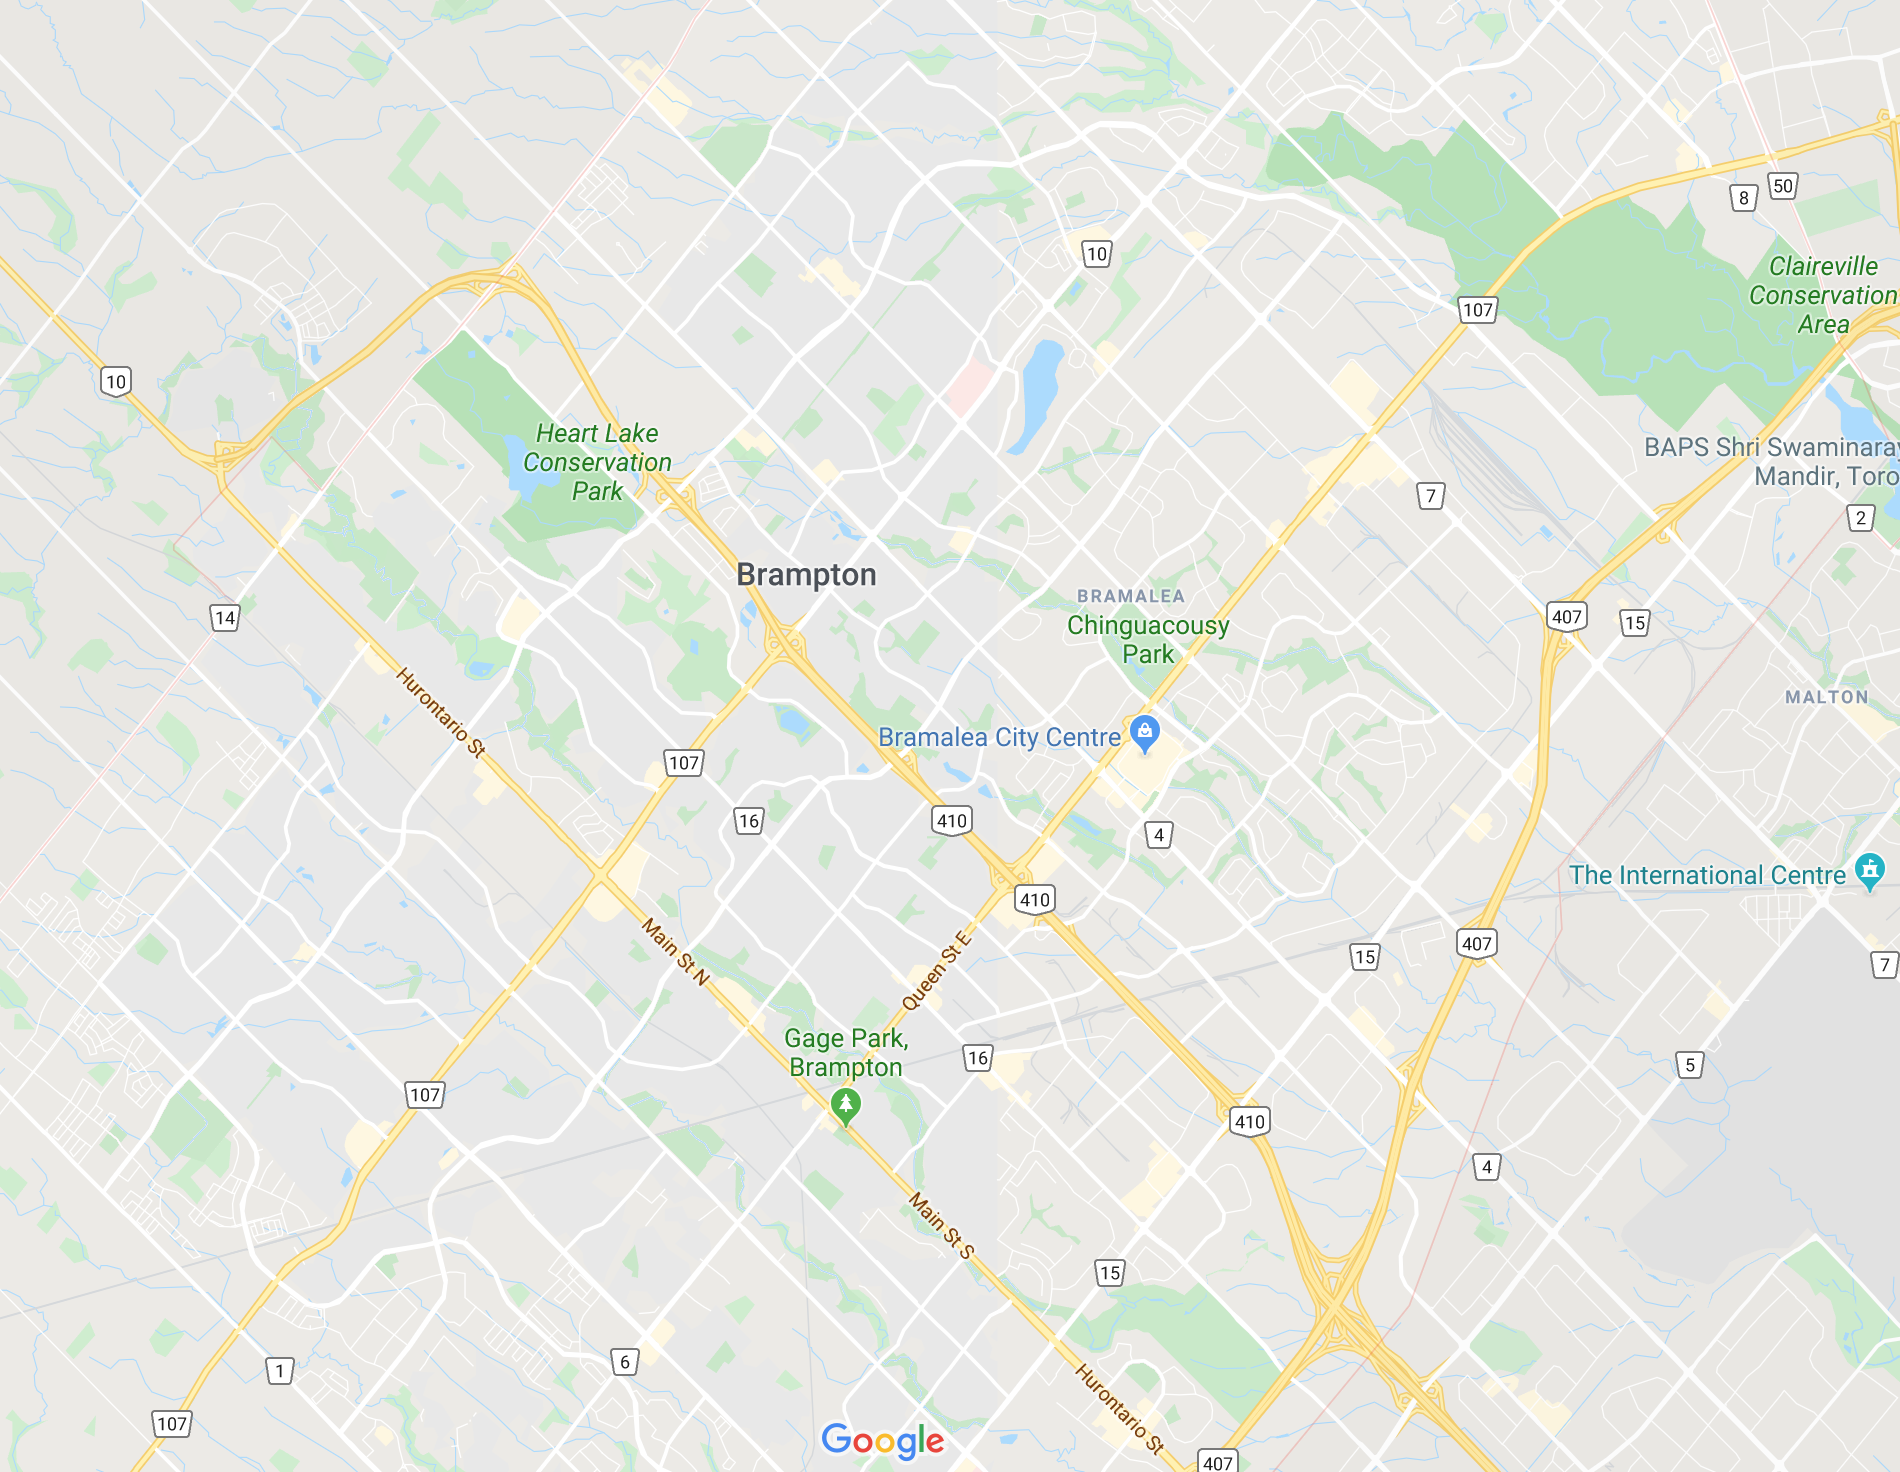 50
8
10
Claireville
Conservation
Area
107
10
Heart Lake
Conservation
Park
BAPS Shri Swaminaray
Mandir, Toro
7
2
Brampton
BRAMALEA
Chinguacousy
Park
407
15
14
MALTON
Hurontario St
Bramalea City Centre
107
16
410
4
The International Centre
410
Main St N
Queen St E
407
15
7
Gage Park,
Brampton
16
5
107
410
4
Main St S
15
6
1
Hurontario St
107
Google
407